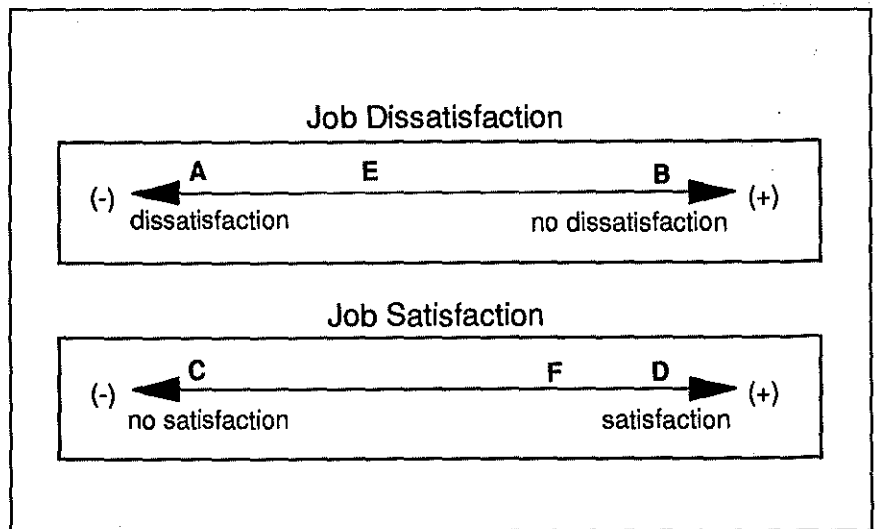 Job Dissatisfaction
A E B
(-) (+)
dissatisfaction no dissatisfaction
Job Satisfaction
C F D
(-) (+)
no satisfaction satisfaction